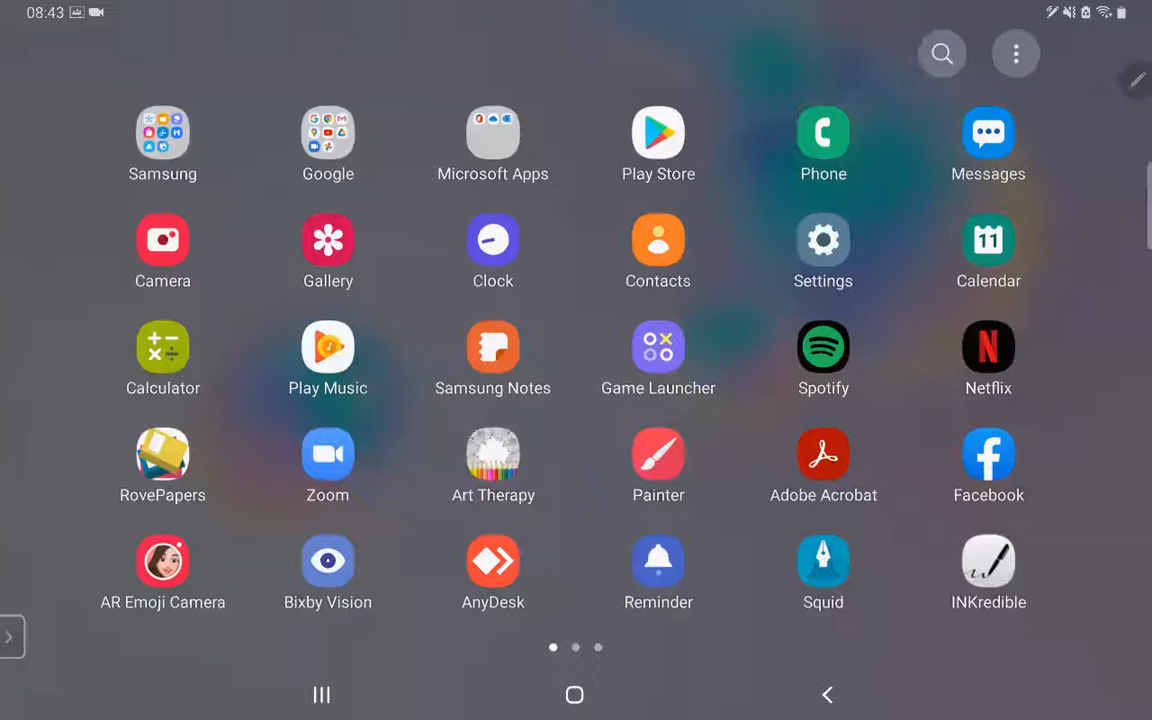 08:43
Samsung Google Microsoft Apps Play Store Phone Messages
11
Camera Gallery Clock Contacts Settings Calendar
Calculator Play Music Samsung Notes Game Launcher Spotify Netflix
RovePapers Zoom Art Therapy Painter Adobe Acrobat Facebook
AR Emoji Camera Bixby Vision AnyDesk Reminder Squid INKredible